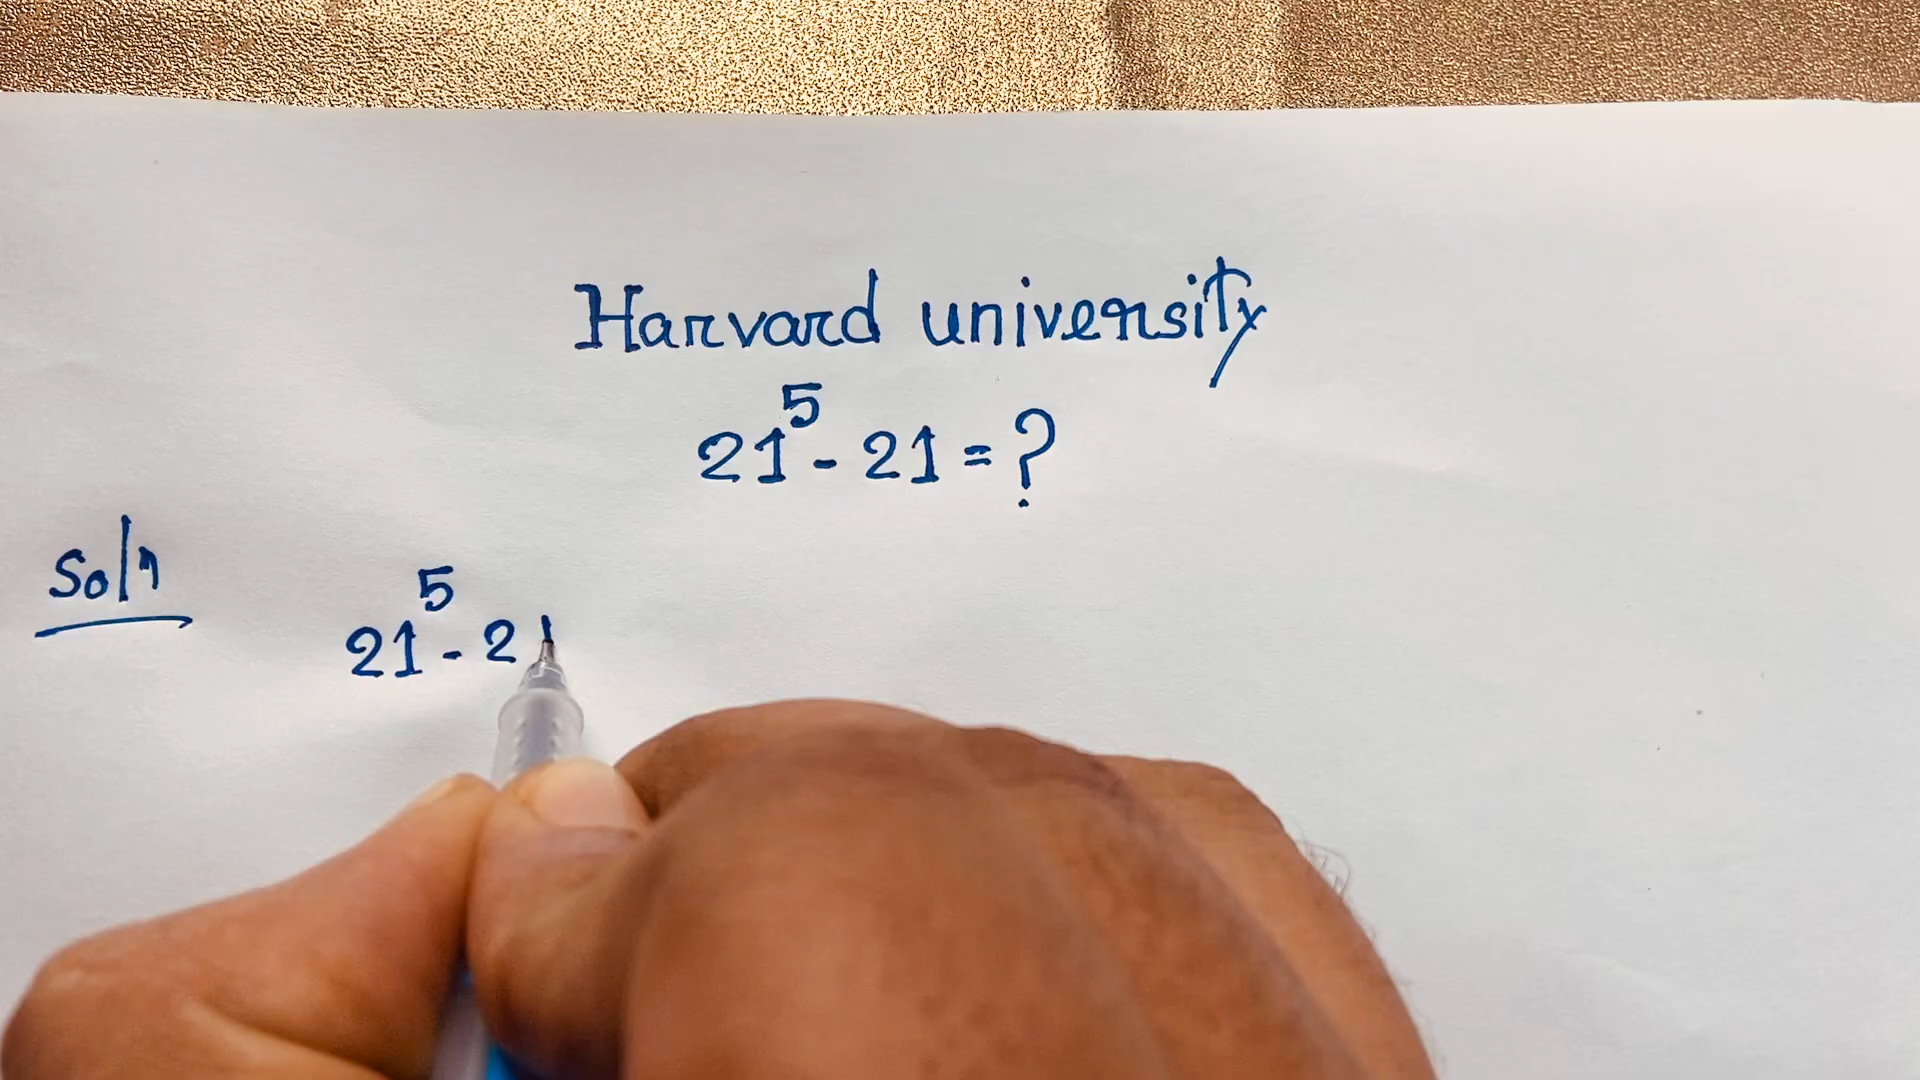 Harvard university
21⁵ - 21 = ?
Soln
21⁵ - 21